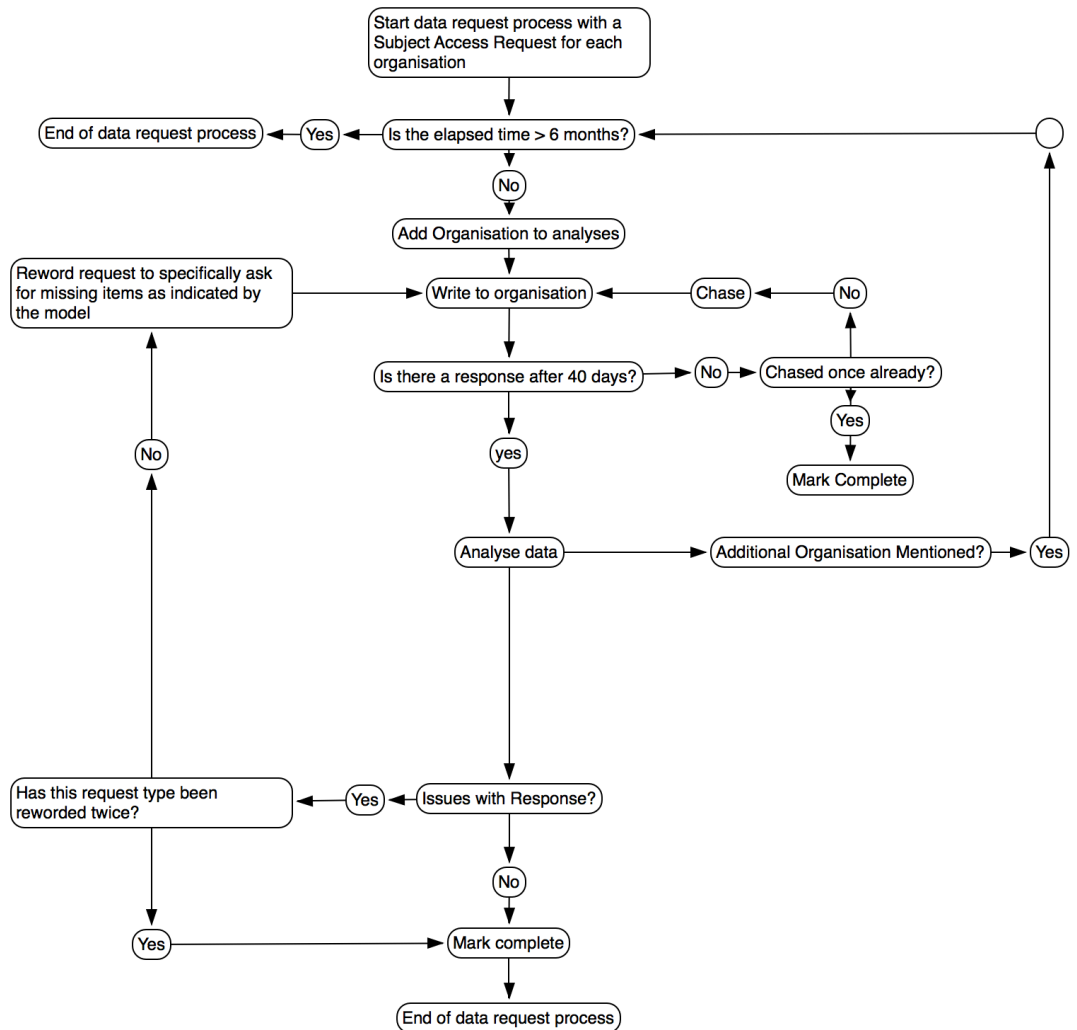 Start data request process with a
Subject Access Request for each
organisation
End of data request process
Yes
Is the elapsed time > 6 months?
No
Add Organisation to analyses
Reword request to specifically ask
for missing items as indicated by
the model
Write to organisation
Chase
No
Is there a response after 40 days?
No
Chased once already?
Yes
No
yes
Mark Complete
Analyse data
Additional Organisation Mentioned?
Yes
Has this request type been
reworded twice?
Yes
Issues with Response?
No
Yes
Mark complete
End of data request process